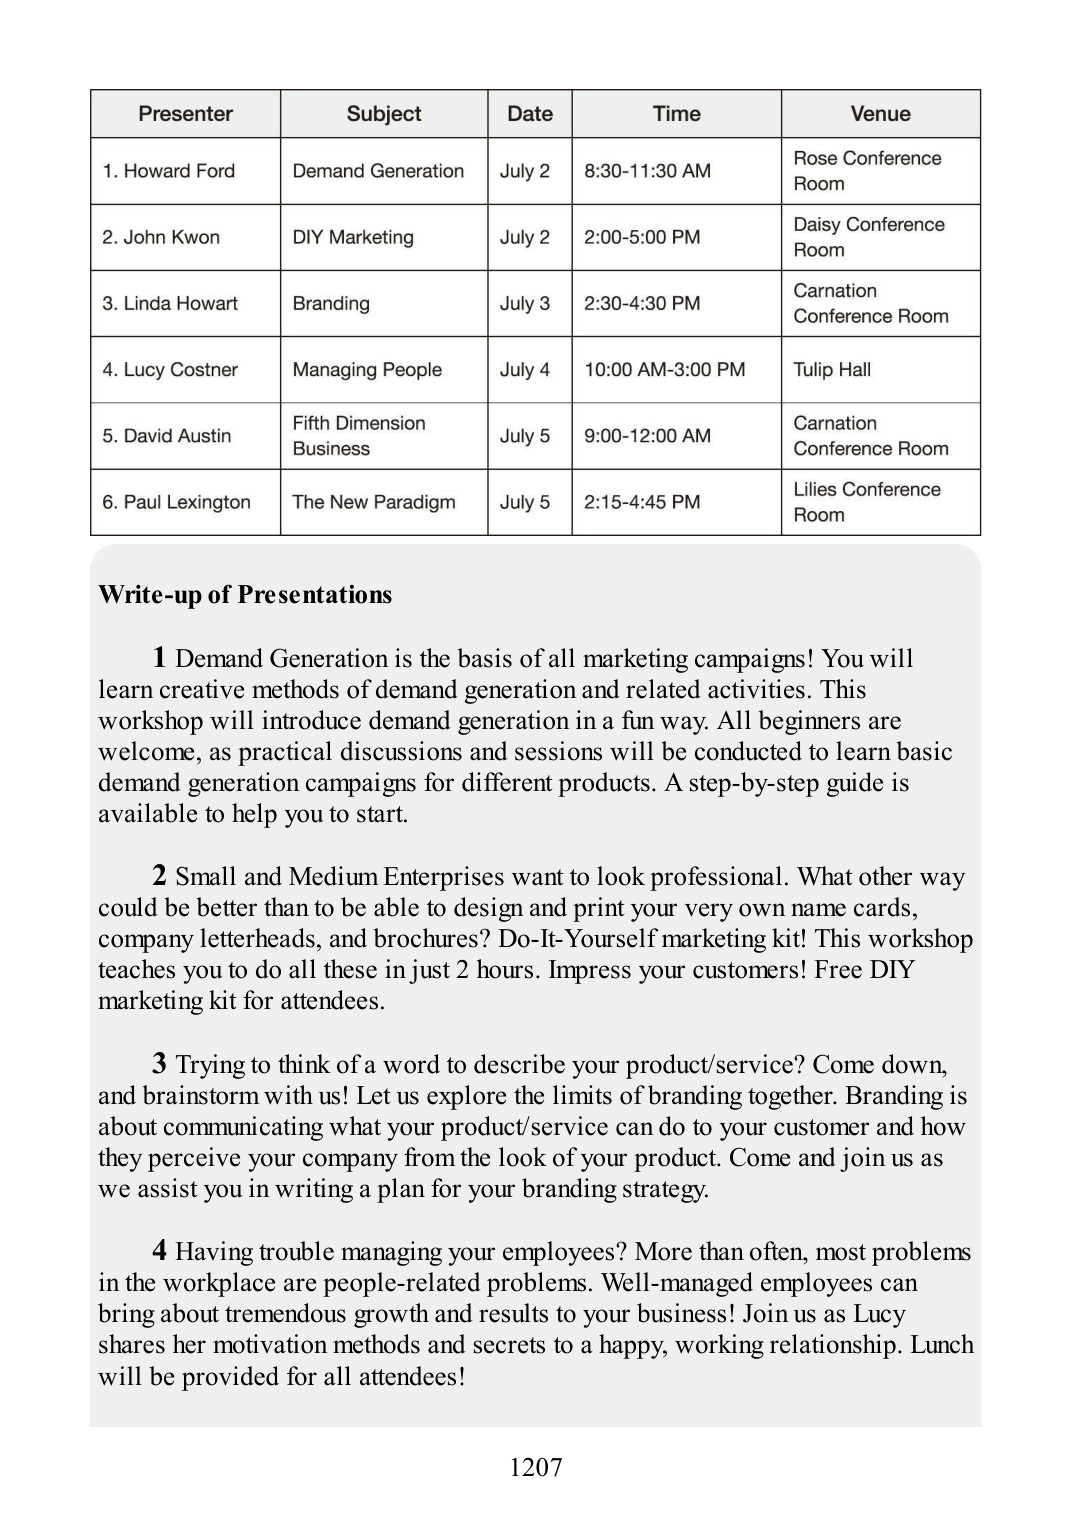 Presenter Subject Date Time Venue
1. Howard Ford Demand Generation July 2 8:30-11:30 AM Rose Conference
Room
2. John Kwon DIY Marketing July 2 2:00-5:00 PM Daisy Conference
Room
3. Linda Howart Branding July 3 2:30-4:30 PM Carnation
Conference Room
4. Lucy Costner Managing People July 4 10:00 AM-3:00 PM Tulip Hall
5. David Austin Fifth Dimension
Business July 5 9:00-12:00 AM Carnation
Conference Room
6. Paul Lexington The New Paradigm July 5 2:15-4:45 PM Lilies Conference
Room
Write-up of Presentations
1 Demand Generation is the basis of all marketing campaigns! You will
learn creative methods of demand generation and related activities. This
workshop will introduce demand generation in a fun way. All beginners are
welcome, as practical discussions and sessions will be conducted to learn basic
demand generation campaigns for different products. A step-by-step guide is
available to help you to start.
2 Small and Medium Enterprises want to look professional. What other way
could be better than to be able to design and print your very own name cards,
company letterheads, and brochures? Do-It-Yourself marketing kit! This workshop
teaches you to do all these in just 2 hours. Impress your customers! Free DIY
marketing kit for attendees.
3 Trying to think of a word to describe your product/service? Come down,
and brainstorm with us! Let us explore the limits of branding together. Branding is
about communicating what your product/service can do to your customer and how
they perceive your company from the look of your product. Come and join us as
we assist you in writing a plan for your branding strategy.
4 Having trouble managing your employees? More than often, most problems
in the workplace are people-related problems. Well-managed employees can
bring about tremendous growth and results to your business! Join us as Lucy
shares her motivation methods and secrets to a happy, working relationship. Lunch
will be provided for all attendees!
1207